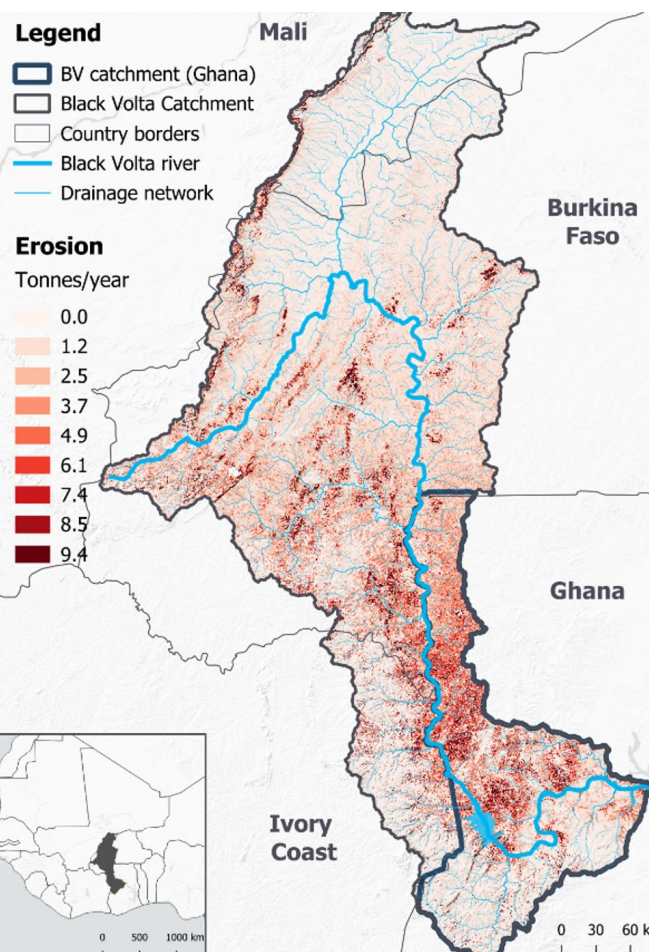 Legend
BV catchment (Ghana)
Black Volta Catchment
Country borders
Black Volta river
Drainage network
Erosion
Tonnes/year
0.0
1.2
2.5
3.7
4.9
6.1
7.4
8.5
9.4
Mali
Burkina
Faso
Ghana
Ivory
Coast
0 500 1000 km
0 30 60 k